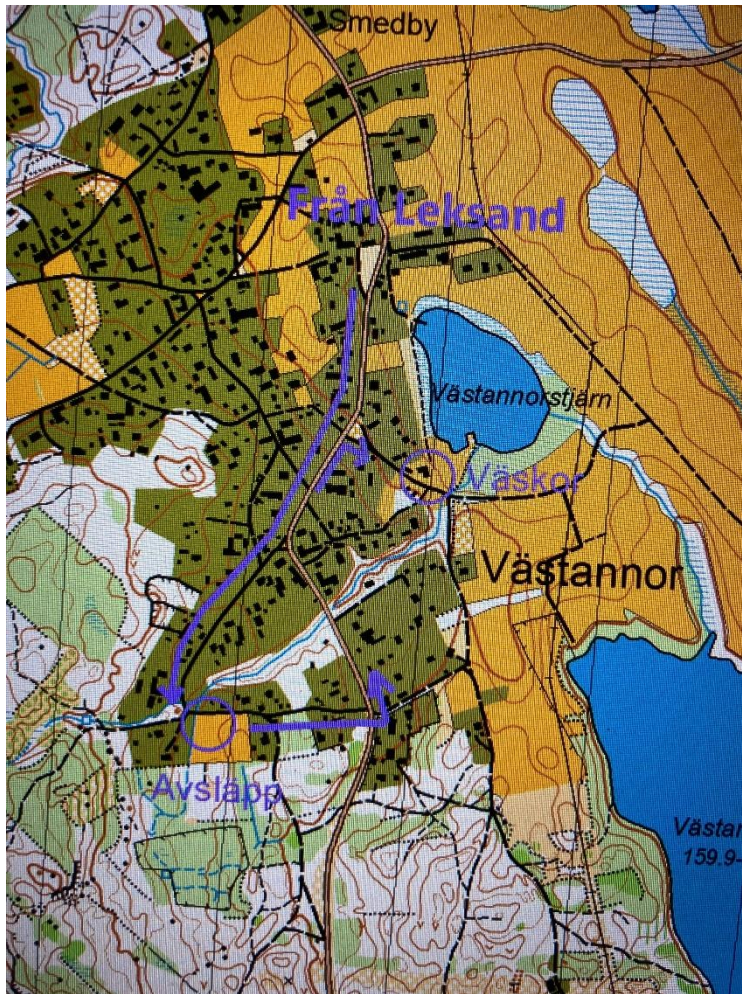 Smedby
Från Leksand
Västannorstjärn
Väskor
Västannor
Avsläpp
Västan
159.9